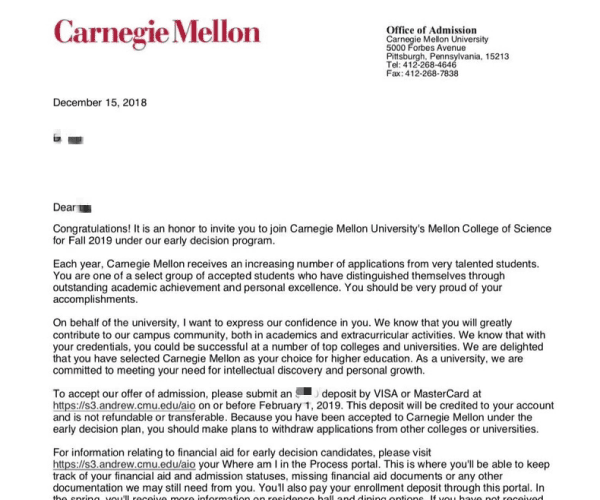 Carnegie Mellon
Office of Admission
Carnegie Mellon University
5000 Forbes Avenue
Pittsburgh, Pennsylvania, 15213
Tel: 412-268-4646
Fax: 412-268-7838
December 15, 2018
Dear
Congratulations! It is an honor to invite you to join Carnegie Mellon University's Mellon College of Science
for Fall 2019 under our early decision program.
Each year, Carnegie Mellon receives an increasing number of applications from very talented students.
You are one of a select group of accepted students who have distinguished themselves through
outstanding academic achievement and personal excellence. You should be very proud of your
accomplishments.
On behalf of the university, I want to express our confidence in you. We know that you will greatly
contribute to our campus community, both in academics and extracurricular activities. We know that with
your credentials, you could be successful at a number of top colleges and universities. We are delighted
that you have selected Carnegie Mellon as your choice for higher education. As a university, we are
committed to meeting your need for intellectual discovery and personal growth.
To accept our offer of admission, please submit an deposit by VISA or MasterCard at
https://s3.andrew.cmu.edu/aio on or before February 1, 2019. This deposit will be credited to your account
and is not refundable or transferable. Because you have been accepted to Carnegie Mellon under the
early decision plan, you should make plans to withdraw applications from other colleges or universities.
For information relating to financial aid for early decision candidates, please visit
https://s3.andrew.cmu.edu/aio your Where am I in the Process portal. This is where you'll be able to keep
track of your financial aid and admission statuses, missing financial aid documents or any other
documentation we may still need from you. You'll also pay your enrollment deposit through this portal. In
the spring, you'll receive more information on residence hall and dining options. If you have not received